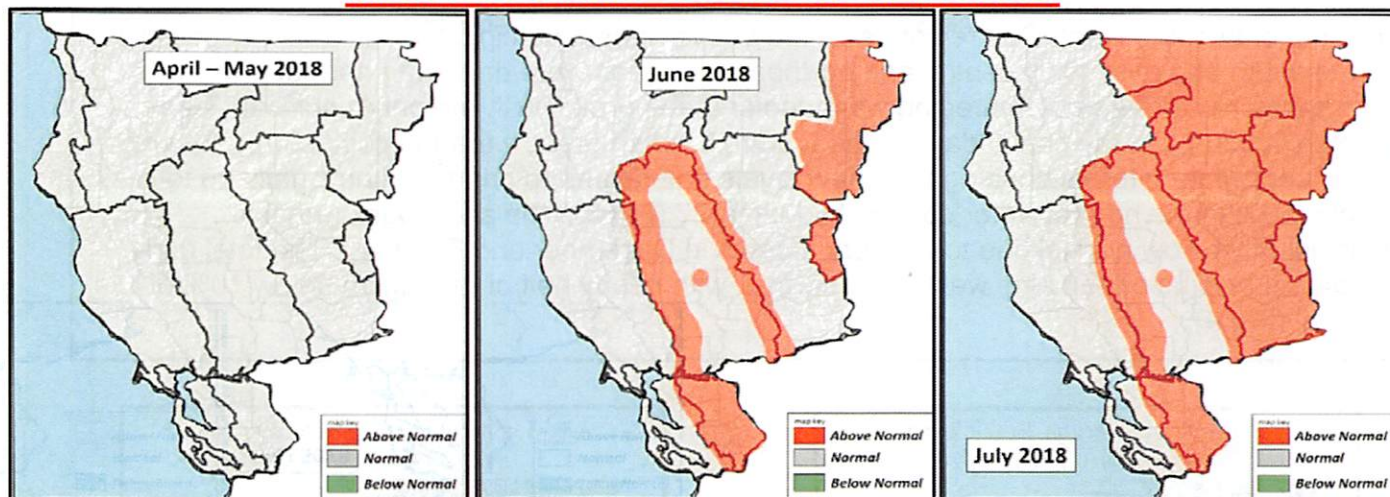 April – May 2018
map key
Above Normal
Normal
Below Normal
June 2018
map key
Above Normal
Normal
Below Normal
July 2018
map key
Above Normal
Normal
Below Normal